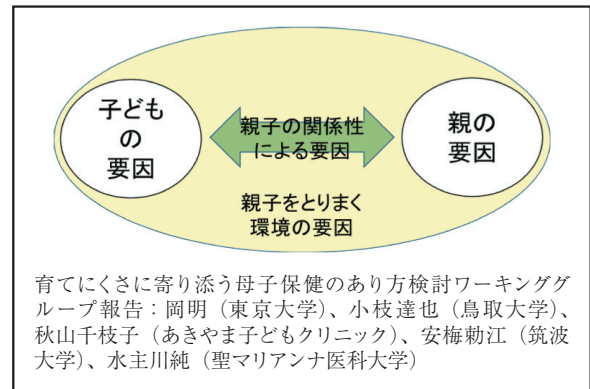 子ども
の
要因
親子の関係性
による要因
親の
要因
親子をとりまく
環境の要因
育てにくさに寄り添う母子保健のあり方検討ワーキンググ
ループ報告：岡明（東京大学）、小枝達也（鳥取大学）、
秋山千枝子（あきやま子どもクリニック）、安梅勅江（筑波
大学）、水主川純（聖マリアンナ医科大学）